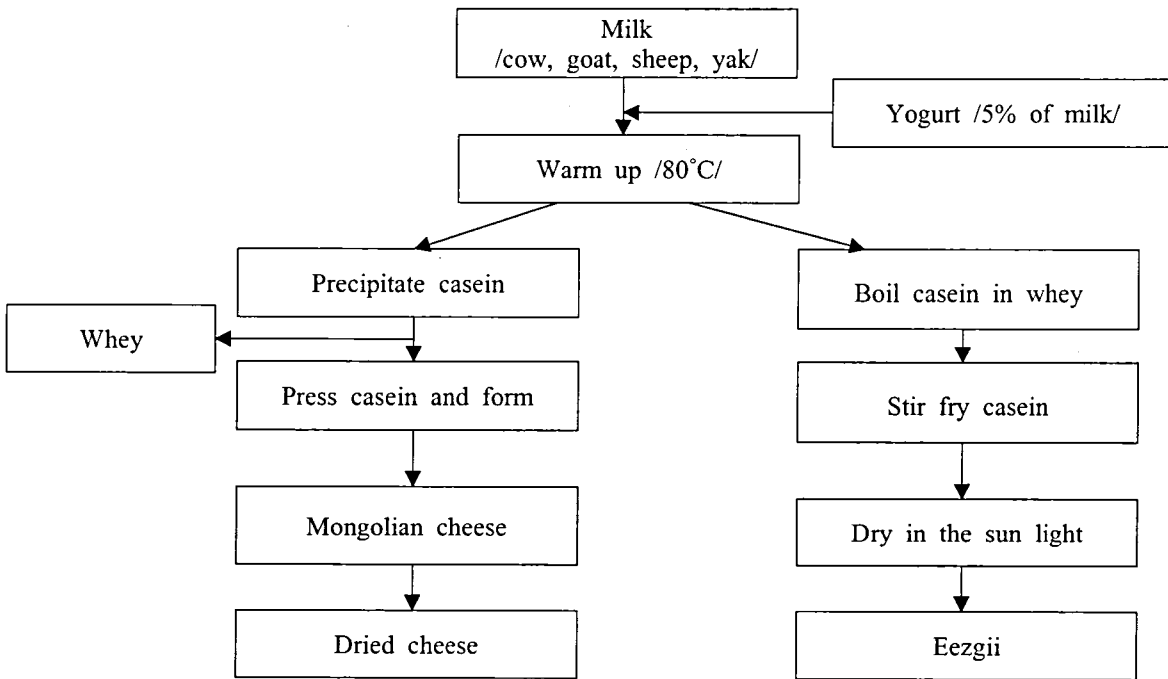 Milk
/cow, goat, sheep, yak/
Yogurt /5% of milk/
Warm up /80°C/
Precipitate casein
Boil casein in whey
Whey
Press casein and form
Stir fry casein
Mongolian cheese
Dry in the sun light
Dried cheese
Eezgii